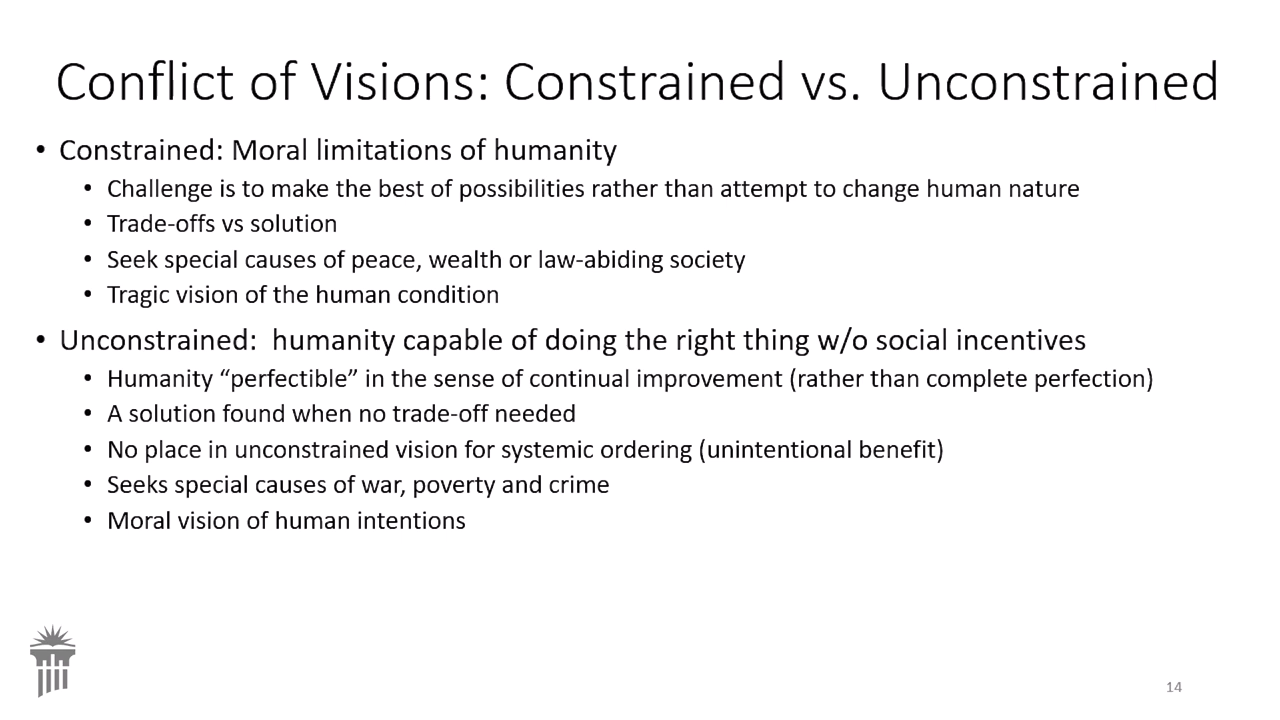 Conflict of Visions: Constrained vs. Unconstrained
• Constrained: Moral limitations of humanity
• Challenge is to make the best of possibilities rather than attempt to change human nature
• Trade-offs vs solution
• Seek special causes of peace, wealth or law-abiding society
• Tragic vision of the human condition
• Unconstrained:  humanity capable of doing the right thing w/o social incentives
• Humanity “perfectible” in the sense of continual improvement (rather than complete perfection)
• A solution found when no trade-off needed
• No place in unconstrained vision for systemic ordering (unintentional benefit)
• Seeks special causes of war, poverty and crime
• Moral vision of human intentions
14